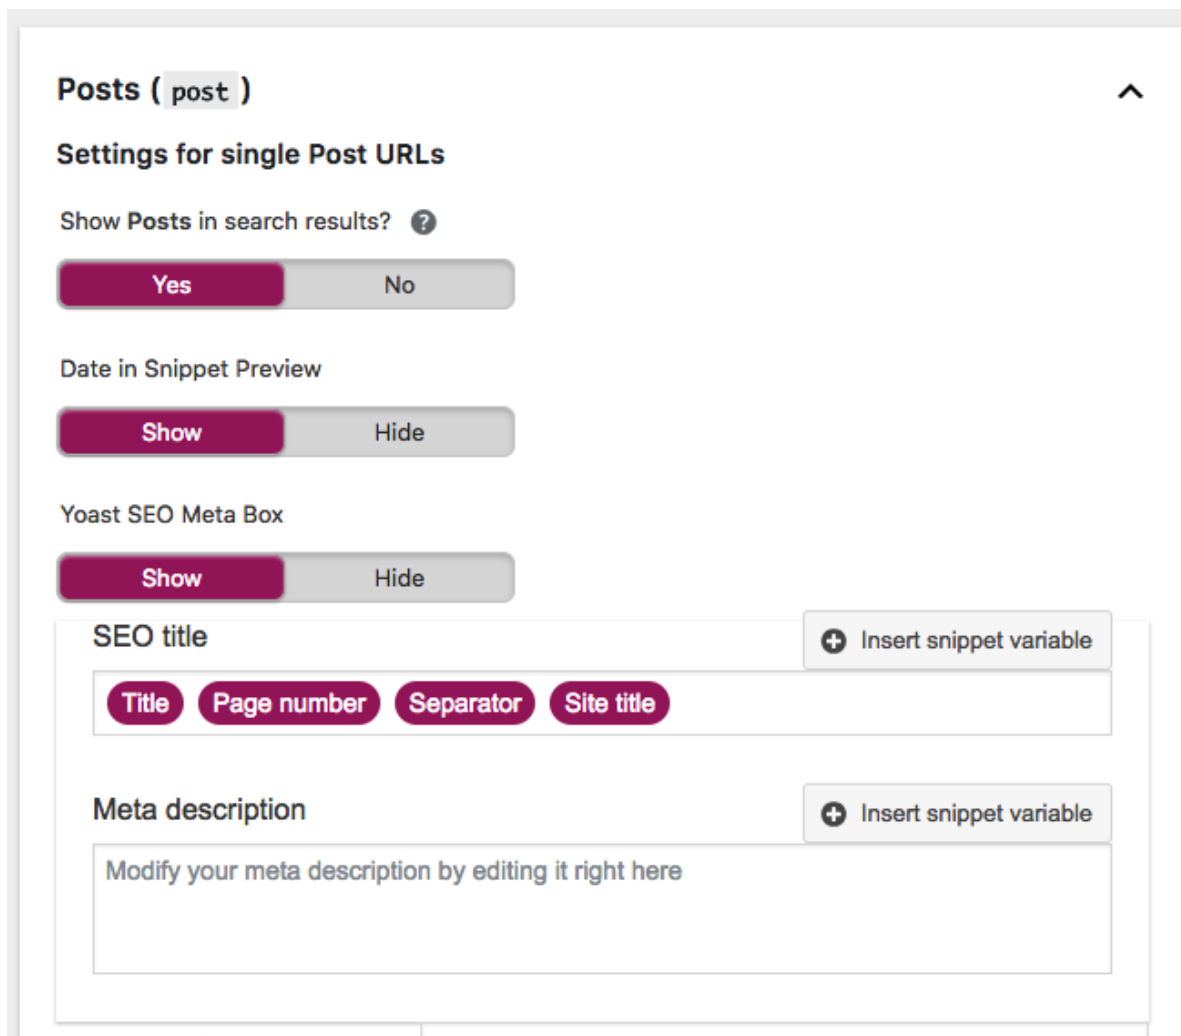 Posts ( post )
Settings for single Post URLs
Show Posts in search results? ?
Yes No
Date in Snippet Preview
Show Hide
Yoast SEO Meta Box
Show Hide
SEO title Insert snippet variable
Title Page number Separator Site title
Meta description Insert snippet variable
Modify your meta description by editing it right here